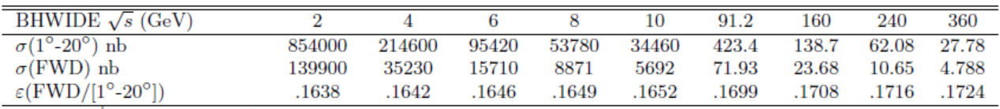 BHWIDE √s (GeV) 2 4 6 8 10 91.2 160 240 360
σ(1°-20°) nb 854000 214600 95420 53780 34460 423.4 138.7 62.08 27.78
σ(FWD) nb 139900 35230 15710 8871 5692 71.93 23.68 10.65 4.788
ε(FWD/[1°-20°]) .1638 .1642 .1646 .1649 .1652 .1699 .1708 .1716 .1724